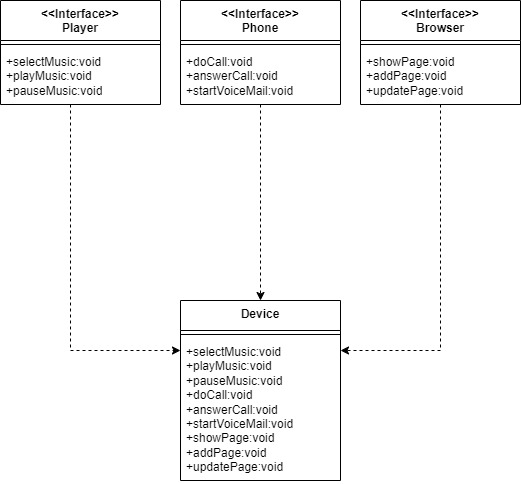 <<Interface>>
Player
+selectMusic:void
+playMusic:void
+pauseMusic:void
<<Interface>>
Phone
+doCall:void
+answerCall:void
+startVoiceMail:void
<<Interface>>
Browser
+showPage:void
+addPage:void
+updatePage:void
Device
+selectMusic:void
+playMusic:void
+pauseMusic:void
+doCall:void
+answerCall:void
+startVoiceMail:void
+showPage:void
+addPage:void
+updatePage:void